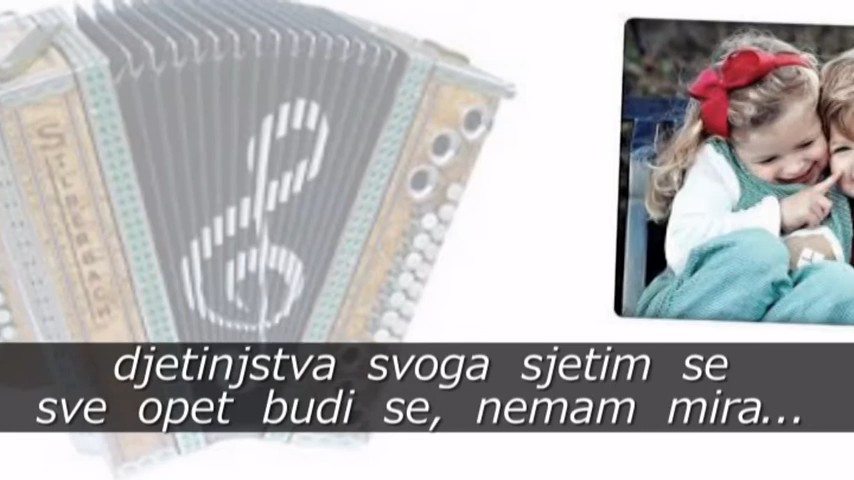 djetinjstva svoga sjetim se
sve opet budi se, nemam mira...